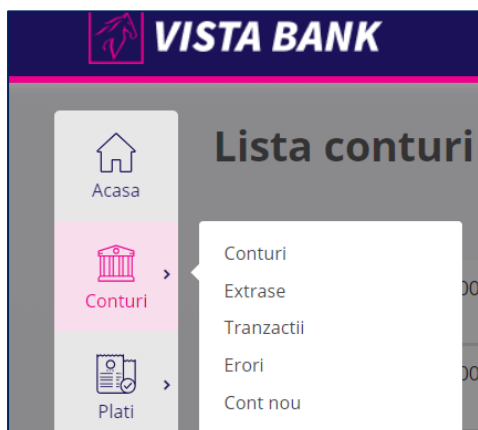 VISTA BANK
Lista conturi
Acasa
Conturi
Conturi
Extrase
Tranzactii
Erori
Cont nou
Plati